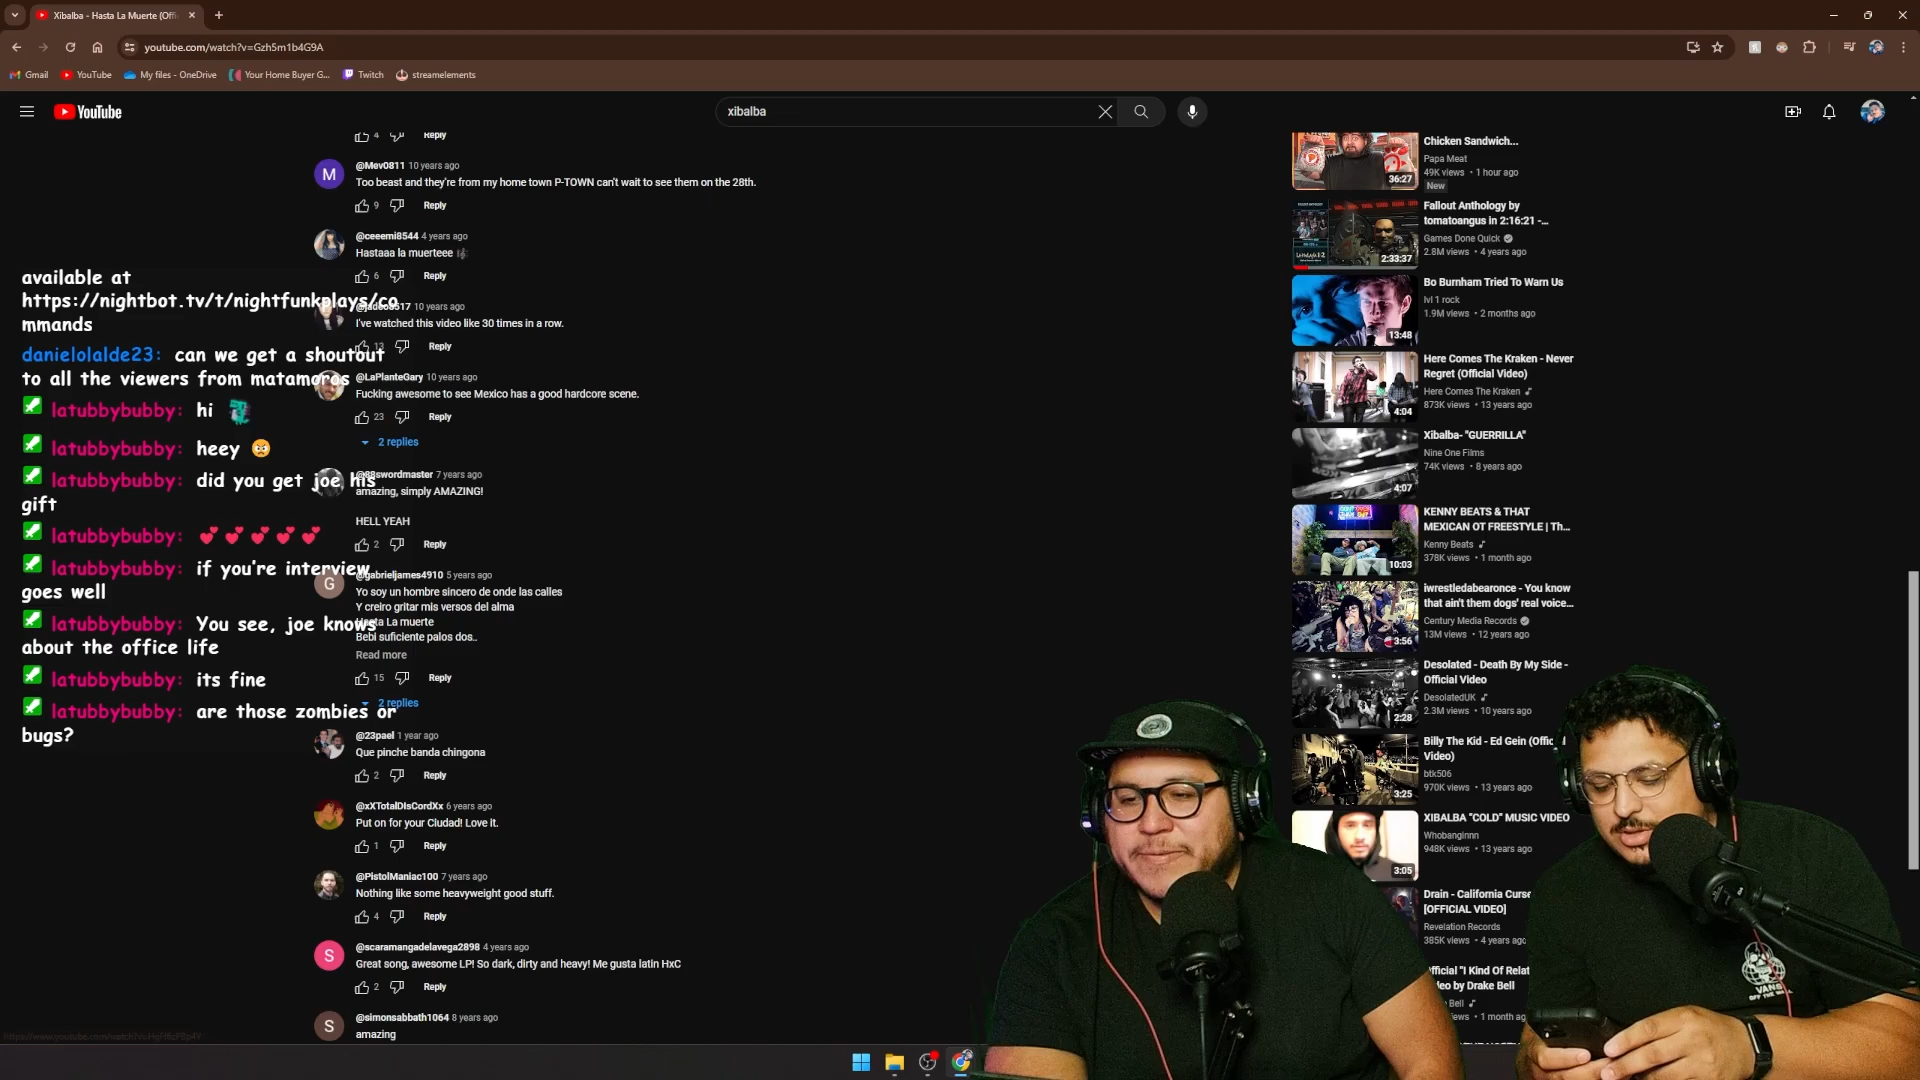 Xibalba - Hasta La Muerte (Offi
youtube.com/watch?v=Gzh5m1b4G9A
Gmail
YouTube
My files - OneDrive
Your Home Buyer G...
Twitch
streamelements
YouTube
xibalba
4
Reply
@Mev0811 10 years ago
Too beast and they're from my home town P-TOWN can't wait to see them on the 28th.
9
Reply
@ceeemi8544 4 years ago
Hastaaa la muerteee
6
Reply
10 years ago
I've watched this video like 30 times in a row.
13
Reply
@LaPlanteGary 10 years ago
Fucking awesome to see Mexico has a good hardcore scene.
23
Reply
2 replies
7 years ago
amazing, simply AMAZING!
HELL YEAH
2
Reply
@gabrieljames4910 5 years ago
Yo soy un hombre sincero de onde las calles
Y creiro gritar mis versos del alma
Hasta La muerte
Bebi suficiente palos dos..
Read more
15
Reply
2 replies
@23pael 1 year ago
Que pinche banda chingona
2
Reply
@xXTotalDIsCordXx 6 years ago
Put on for your Ciudad! Love it.
1
Reply
@PistolManiac100 7 years ago
Nothing like some heavyweight good stuff.
4
Reply
S
@scaramangadelavega2898 4 years ago
Great song, awesome LP! So dark, dirty and heavy! Me gusta latin HxC
2
Reply
S
@simonsabbath1064 8 years ago
amazing
M
G
available at
https://nightbot.tv/t/nightfunkplays/co
mmands
danielolalde23: can we get a shoutout
to all the viewers from matamoros
latubbybubby: hi
latubbybubby: heey
latubbybubby: did you get joe his
gift
latubbybubby:
latubbybubby: if you're interview
goes well
latubbybubby: You see, joe knows
about the office life
latubbybubby: its fine
latubbybubby: are those zombies or
bugs?
Chicken Sandwich...
Papa Meat
49K views • 1 hour ago
New
36:27
Fallout Anthology by
tomatoangus in 2:16:21 -...
Games Done Quick
2.8M views • 4 years ago
2:33:37
Bo Burnham Tried To Warn Us
lvl 1 rock
1.9M views • 2 months ago
13:48
Here Comes The Kraken - Never
Regret (Official Video)
Here Comes The Kraken
873K views • 13 years ago
4:04
Xibalba- "GUERRILLA"
Nine One Films
74K views • 8 years ago
4:07
KENNY BEATS & THAT
MEXICAN OT FREESTYLE | Th...
Kenny Beats
378K views • 1 month ago
10:03
iwrestledabearonce - You know
that ain't them dogs' real voice...
Century Media Records
13M views • 12 years ago
3:56
Desolated - Death By My Side -
Official Video
DesolatedUK
2.3M views • 10 years ago
2:28
Billy The Kid - Ed Gein (Offic
Video)
btk506
970K views • 13 years ago
3:25
XIBALBA "COLD" MUSIC VIDEO
Whobanginnn
948K views • 13 years ago
3:05
Drain - California Curse
[OFFICIAL VIDEO]
Revelation Records
385K views • 4 years ago
fficial "I Kind Of Relat
ideo by Drake Bell
Bell
ews • 1 month ago
VANS
OFF THE WALL